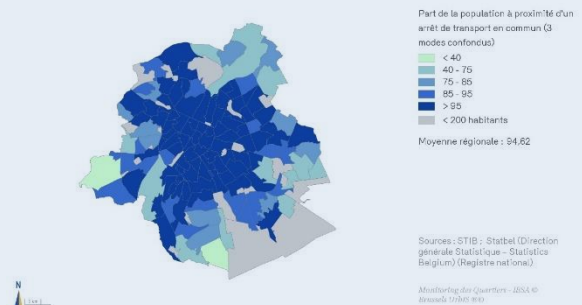 Part de la population à proximité d'un
arrêt de transport en commun (3
modes confondus)
< 40
40 - 75
75 - 85
85 - 95
> 95
< 200 habitants
Moyenne régionale : 94,62
Sources : STIB ; Statbel (Direction
générale Statistique - Statistics
Belgium) (Registre national)
Monitoring des Quartiers - IBSA ©
N